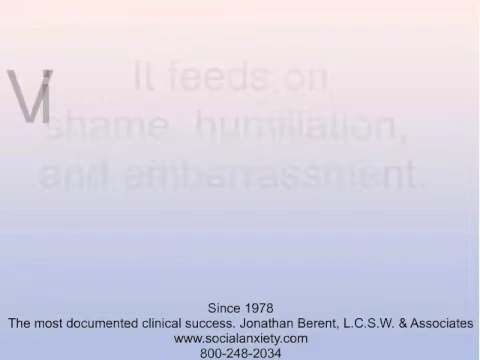 It feeds on
shame, humiliation,
and embarrassment.
Vi
Since 1978
The most documented clinical success. Jonathan Berent, L.C.S.W. & Associates
www.socialanxiety.com
800-248-2034